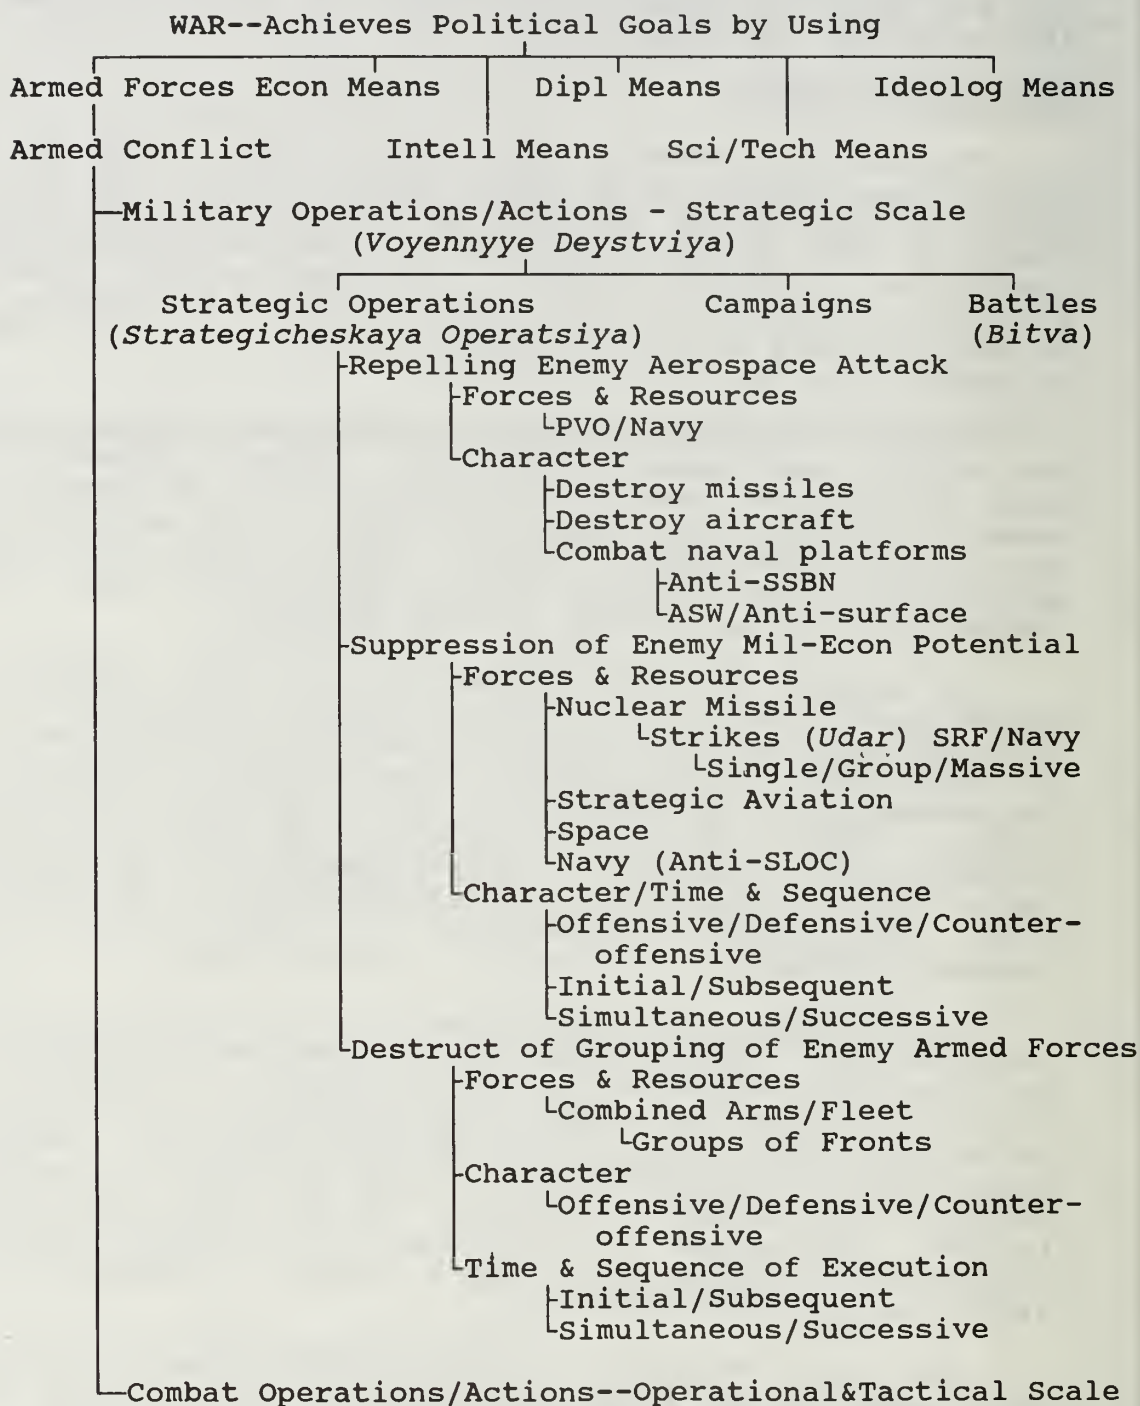 WAR--Achieves Political Goals by Using
Armed Forces Econ Means Dipl Means Ideolog Means
Armed Conflict Intell Means Sci/Tech Means
Military Operations/Actions - Strategic Scale
(Voyennyye Deystviya)
Strategic Operations Campaigns Battles
(Strategicheskaya Operatsiya) (Bitva)
Repelling Enemy Aerospace Attack
Forces & Resources
PVO/Navy
Character
Destroy missiles
Destroy aircraft
Combat naval platforms
Anti-SSBN
ASW/Anti-surface
Suppression of Enemy Mil-Econ Potential
Forces & Resources
Nuclear Missile
Strikes (Udar) SRF/Navy
Single/Group/Massive
Strategic Aviation
Space
Navy (Anti-SLOC)
Character/Time & Sequence
Offensive/Defensive/Counter-
offensive
Initial/Subsequent
Simultaneous/Successive
Destruct of Grouping of Enemy Armed Forces
Forces & Resources
Combined Arms/Fleet
Groups of Fronts
Character
Offensive/Defensive/Counter-
offensive
Time & Sequence of Execution
Initial/Subsequent
Simultaneous/Successive
Combat Operations/Actions--Operational&Tactical Scale